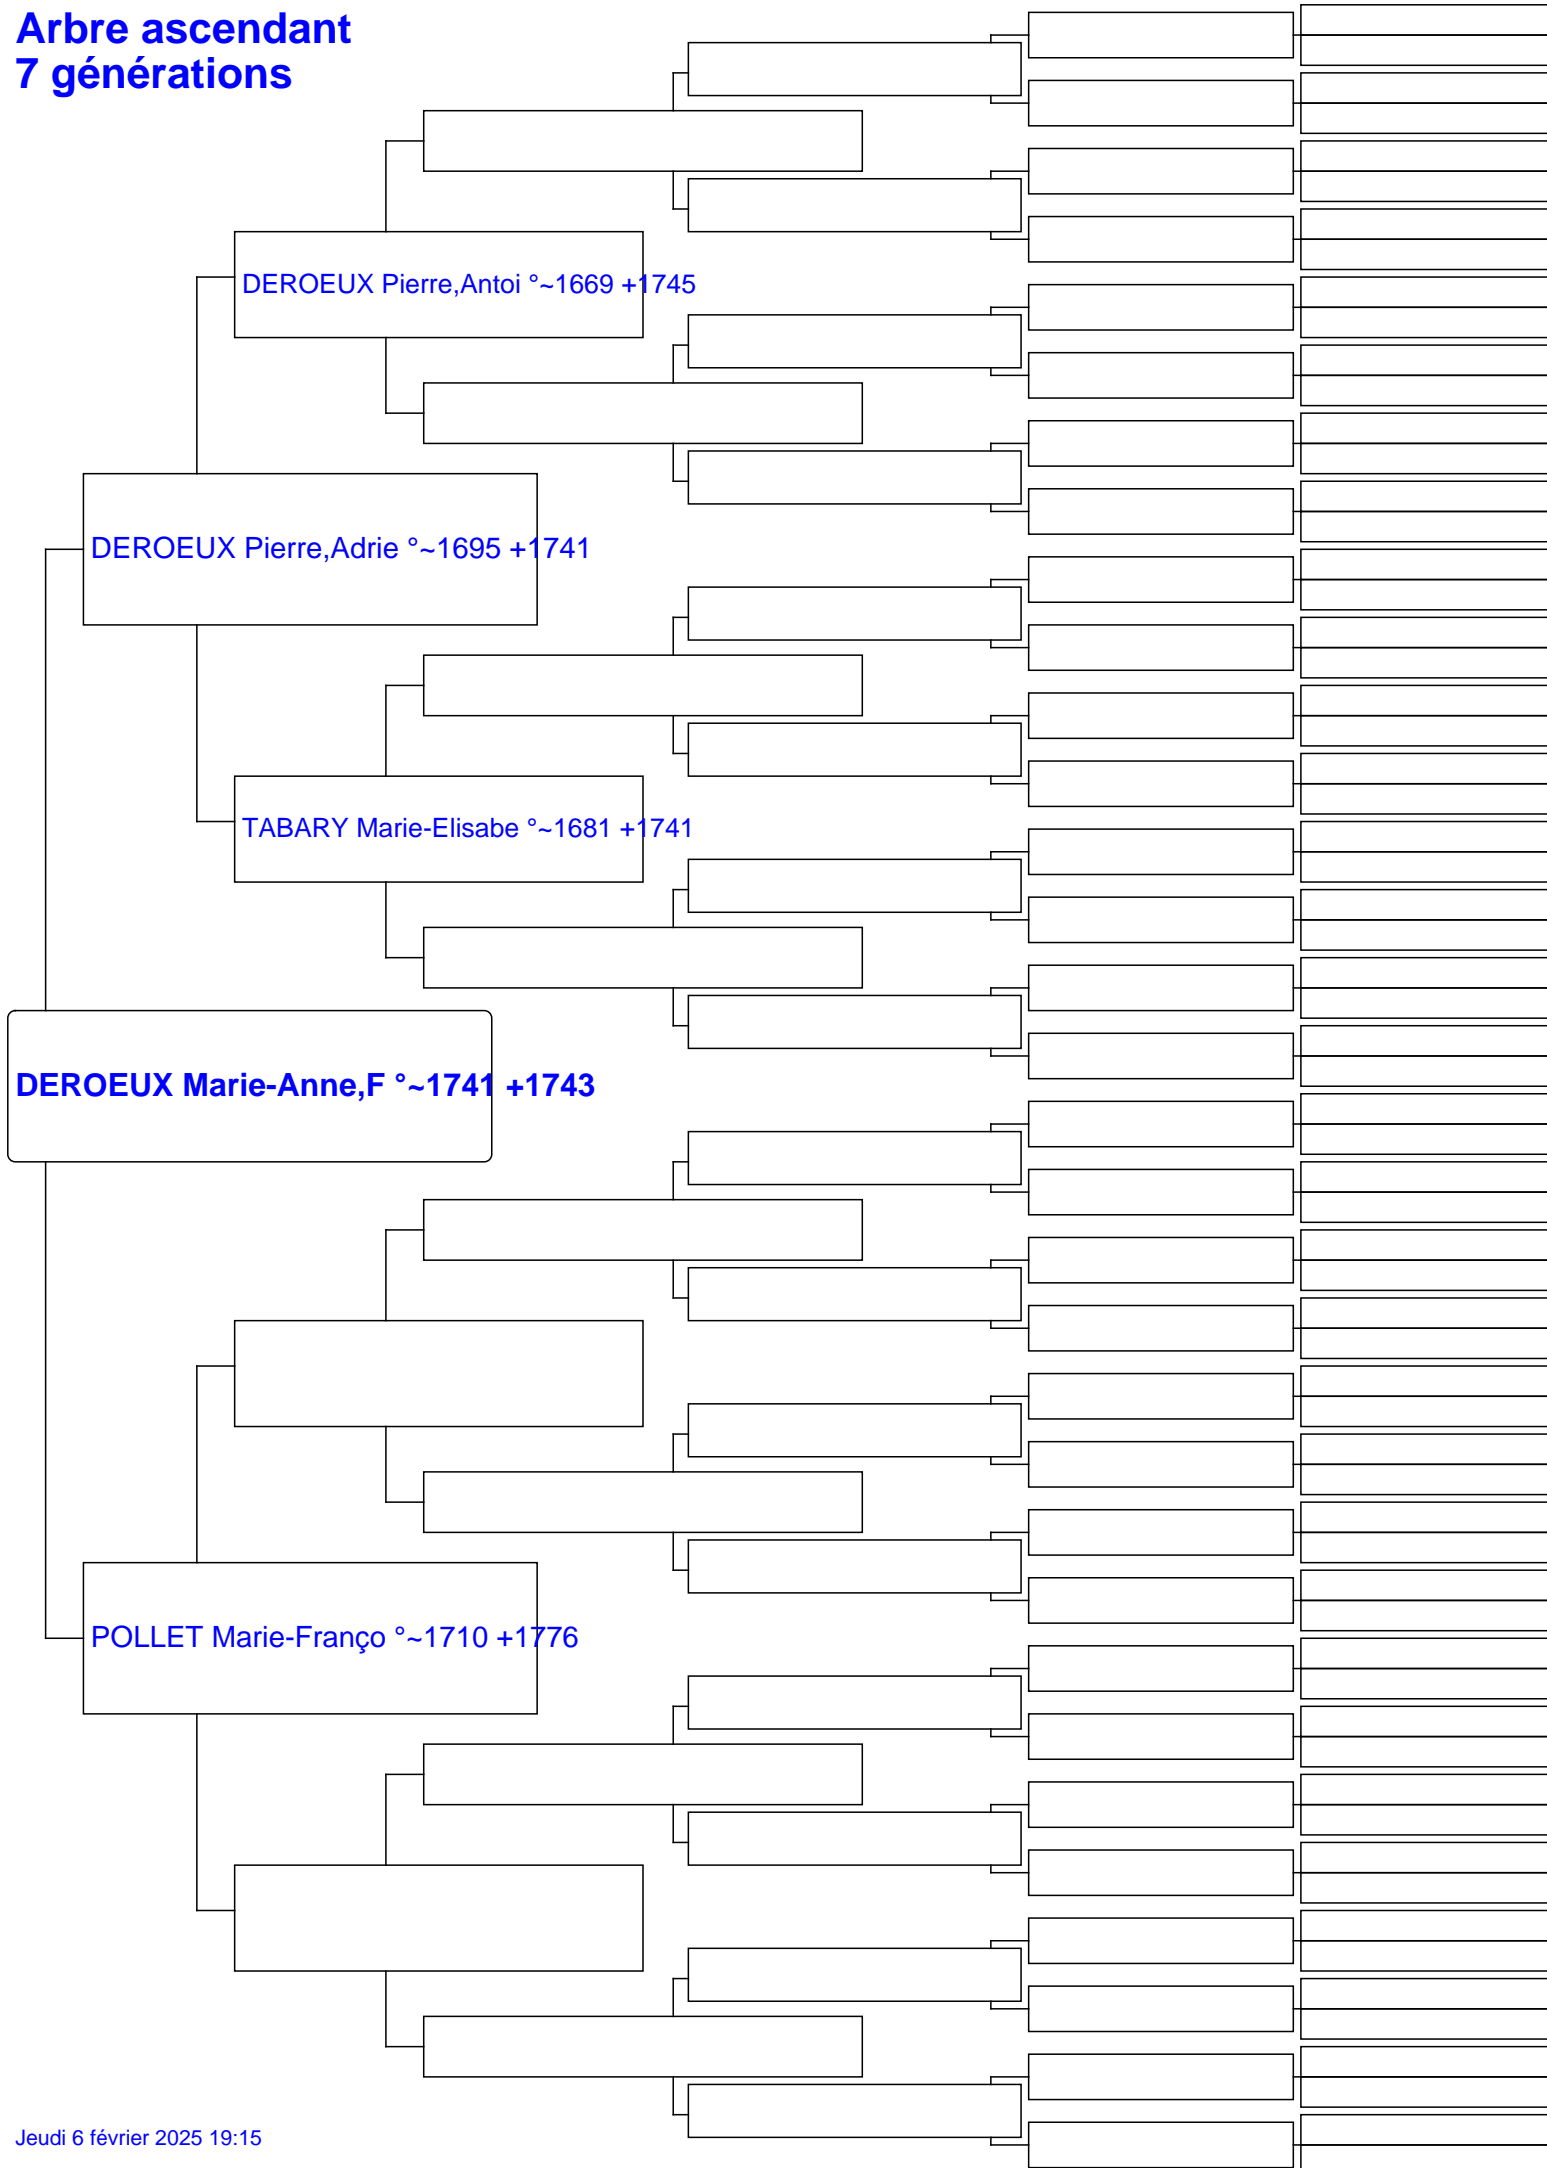 Arbre ascendant
7 générations
DEROEUX Pierre,Antoi °~1669 +1745
DEROEUX Pierre,Adrie °~1695 +1741
TABARY Marie-Elisabe °~1681 +1741
DEROEUX Marie-Anne,F °~1741 +1743
POLLET Marie-Franço °~1710 +1776
Jeudi 6 février 2025 19:15